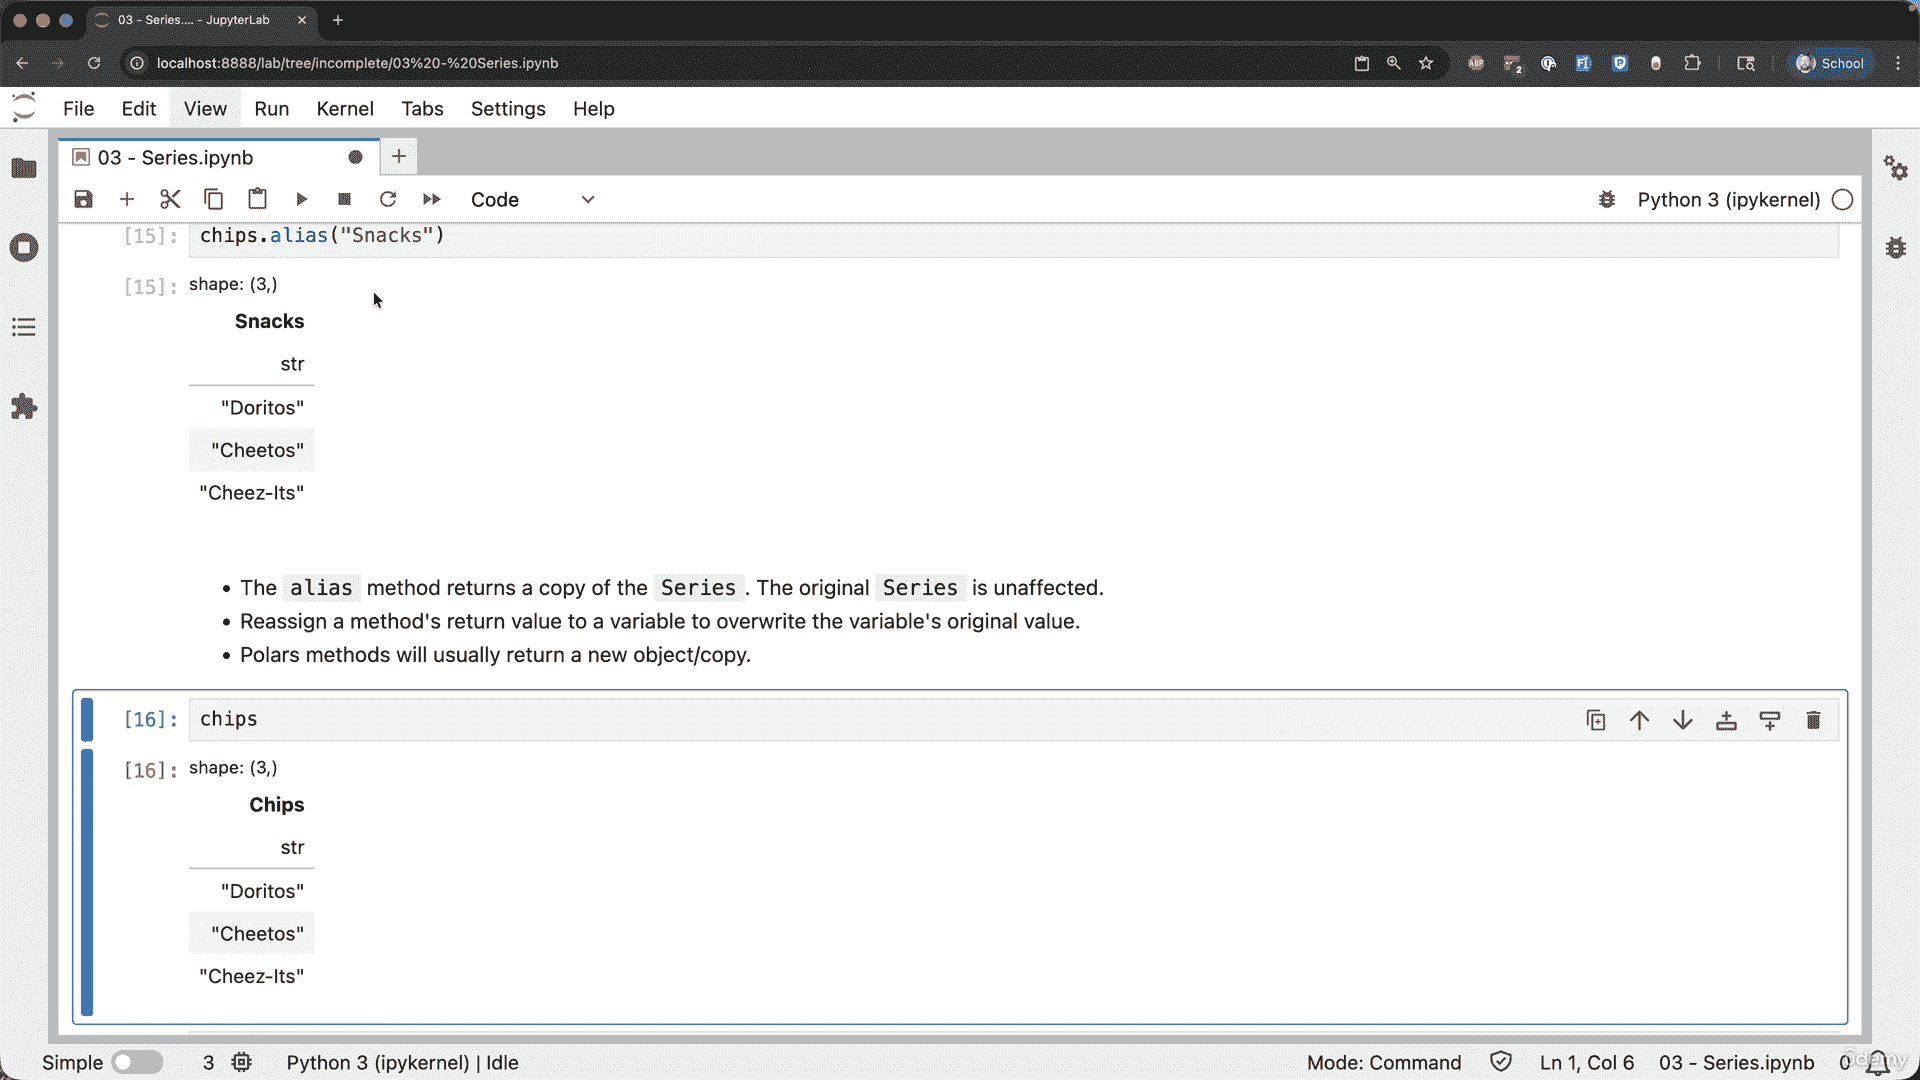 03 - Series.... - JupyterLab
localhost:8888/lab/tree/incomplete/03%20-%20Series.ipynb
ABP
2
School
File Edit View Run Kernel Tabs Settings Help
03 - Series.ipynb
Code
Python 3 (ipykernel)
[15]: chips.alias("Snacks")
[15]: shape: (3,)
Snacks
str
"Doritos"
"Cheetos"
"Cheez-Its"
• The alias method returns a copy of the Series. The original Series is unaffected.
• Reassign a method's return value to a variable to overwrite the variable's original value.
• Polars methods will usually return a new object/copy.
[16]: chips
[16]: shape: (3,)
Chips
str
"Doritos"
"Cheetos"
"Cheez-Its"
Simple 3 Python 3 (ipykernel) | Idle Mode: Command Ln 1, Col 6 03 - Series.ipynb 0
Udemy